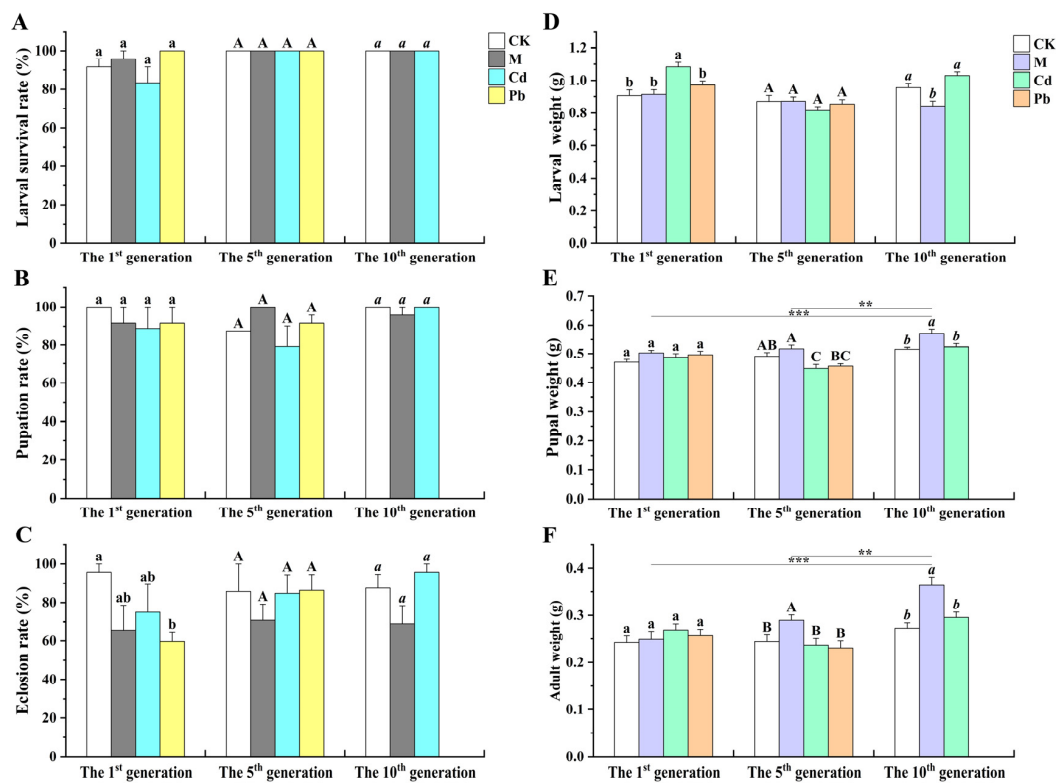 A
Larval survival rate (%)
100
80
60
40
20
0
a a a a
A A A A
a a a
CK
M
Cd
Pb
The 1st generation The 5th generation The 10th generation
B
Pupation rate (%)
100
80
60
40
20
0
a a a a
A A A A
a a a
The 1st generation The 5th generation The 10th generation
C
Eclosion rate (%)
100
80
60
40
20
0
a ab ab b
A A A A
a a a
The 1st generation The 5th generation The 10th generation
D
Larval weight (g)
1.2
1.0
0.8
0.6
0.4
0.2
0.0
b b a b
A A A A
a b a
CK
M
Cd
Pb
The 1st generation The 5th generation The 10th generation
E
Pupal weight (g)
0.7
0.6
0.5
0.4
0.3
0.2
0.1
0.0
**
***
a a a a
AB A C BC
b a b
The 1st generation The 5th generation The 10th generation
F
Adult weight (g)
0.4
0.3
0.2
0.1
0.0
**
***
a a a a
B A B B
b a b
The 1st generation The 5th generation The 10th generation